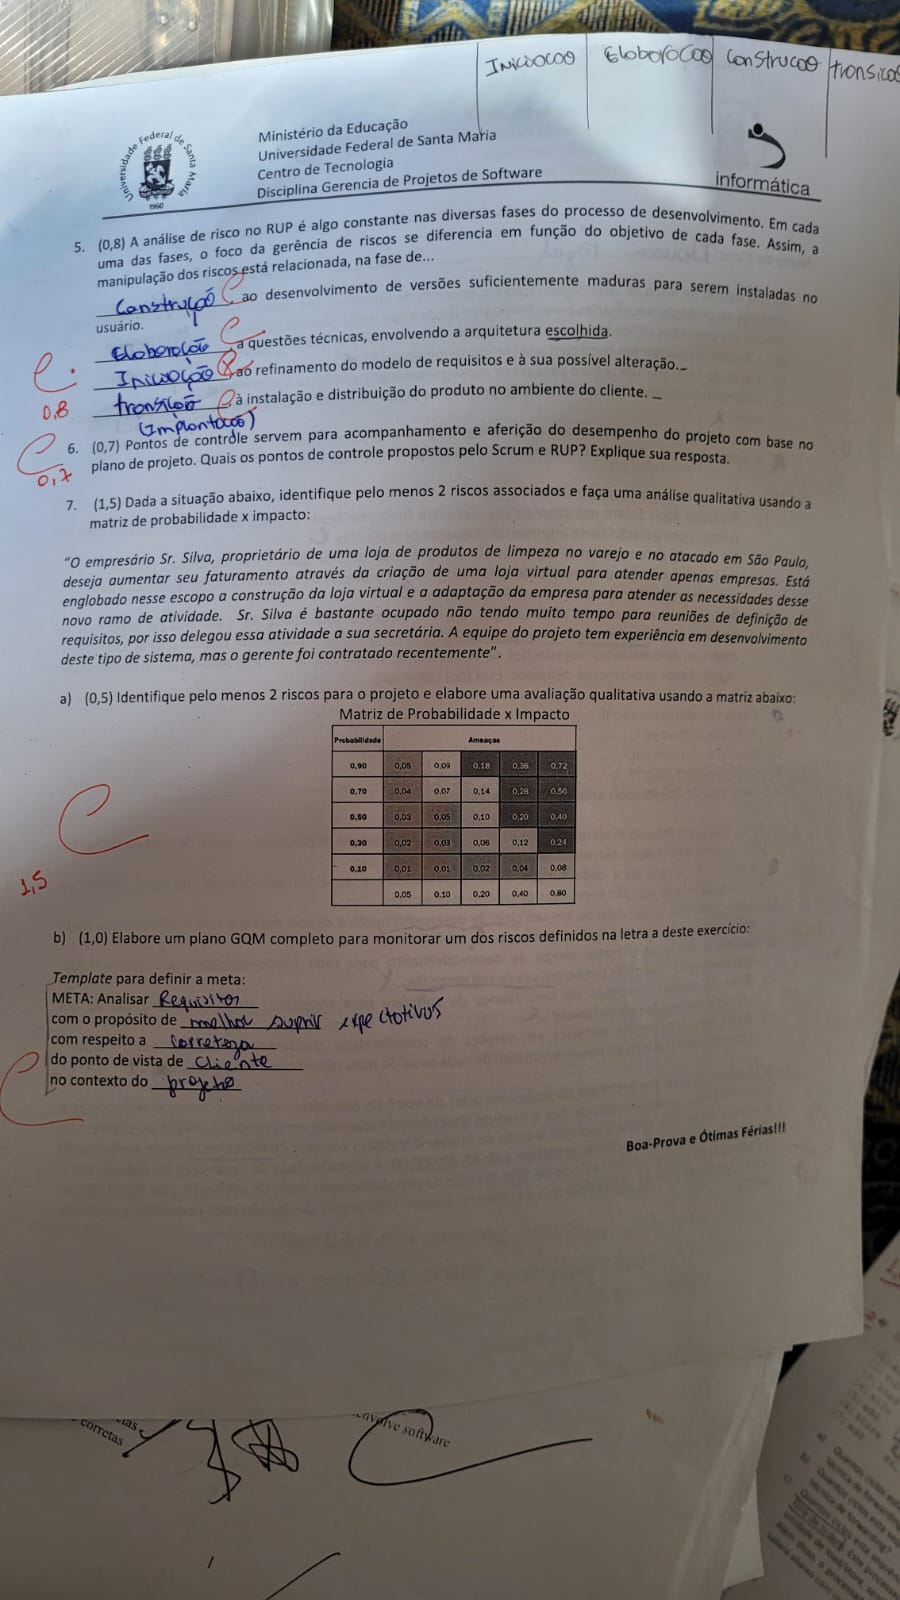 Iniciacao Elaboracao Construcao transicao
Ministério da Educação
Universidade Federal de Santa Maria
Centro de Tecnologia
Disciplina Gerencia de Projetos de Software
Universidade Federal de Santa Maria
1960
informática
5. (0,8) A análise de risco no RUP é algo constante nas diversas fases do processo de desenvolvimento. Em cada
uma das fases, o foco da gerência de riscos se diferencia em função do objetivo de cada fase. Assim, a
manipulação dos riscos está relacionada, na fase de...
Construção ao desenvolvimento de versões suficientemente maduras para serem instaladas no
usuário.
Elaboração a questões técnicas, envolvendo a arquitetura escolhida.
Iniciação ao refinamento do modelo de requisitos e à sua possível alteração.
transição , à instalação e distribuição do produto no ambiente do cliente.
(Implantação)
0,8
6. (0,7) Pontos de controle servem para acompanhamento e aferição do desempenho do projeto com base no
plano de projeto. Quais os pontos de controle propostos pelo Scrum e RUP? Explique sua resposta.
0,7
7. (1,5) Dada a situação abaixo, identifique pelo menos 2 riscos associados e faça uma análise qualitativa usando a
matriz de probabilidade x impacto:
“O empresário Sr. Silva, proprietário de uma loja de produtos de limpeza no varejo e no atacado em São Paulo,
deseja aumentar seu faturamento através da criação de uma loja virtual para atender apenas empresas. Está
englobado nesse escopo a construção da loja virtual e a adaptação da empresa para atender as necessidades desse
novo ramo de atividade. Sr. Silva é bastante ocupado não tendo muito tempo para reuniões de definição de
requisitos, por isso delegou essa atividade a sua secretária. A equipe do projeto tem experiência em desenvolvimento
deste tipo de sistema, mas o gerente foi contratado recentemente”.
a) (0,5) Identifique pelo menos 2 riscos para o projeto e elabore uma avaliação qualitativa usando a matriz abaixo:
Matriz de Probabilidade x Impacto
Probabilidade Ameaças
0,90 0,05 0,09 0,18 0,36 0,72
0,70 0,04 0,07 0,14 0,28 0,56
0,50 0,03 0,05 0,10 0,20 0,40
0,30 0,02 0,03 0,06 0,12 0,24
0,10 0,01 0,01 0,02 0,04 0,08
0,05 0,10 0,20 0,40 0,80
1,5
b) (1,0) Elabore um plano GQM completo para monitorar um dos riscos definidos na letra a deste exercício:
Template para definir a meta:
META: Analisar Requisitos
com o propósito de melhor suprir expectativas
com respeito a correteza
do ponto de vista de cliente
no contexto do projeto
Boa-Prova e Ótimas Férias!!!
corretas
envolve software